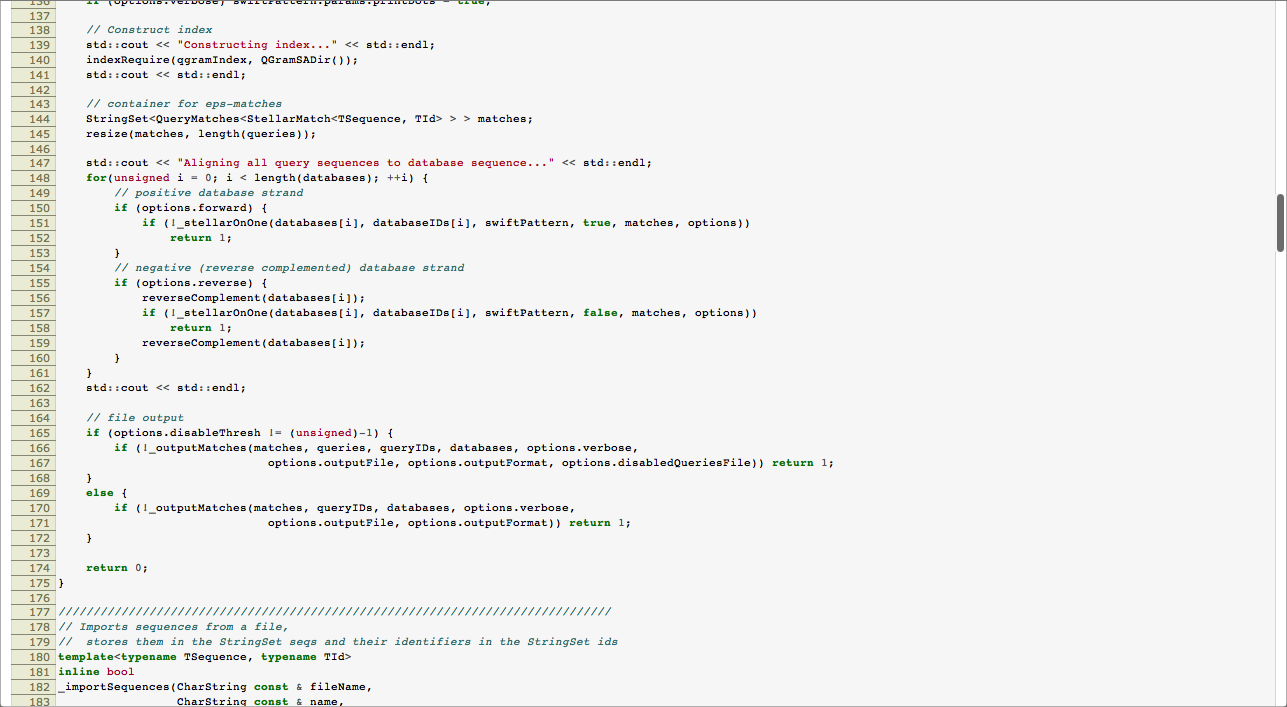 136     if (options.verbose) swiftPattern.params.printDots = true;
137
138     // Construct index
139     std::cout << "Constructing index..." << std::endl;
140     indexRequire(qgramIndex, QGramSADir());
141     std::cout << std::endl;
142
143     // container for eps-matches
144     StringSet<QueryMatches<StellarMatch<TSequence, TId> > > matches;
145     resize(matches, length(queries));
146
147     std::cout << "Aligning all query sequences to database sequence..." << std::endl;
148     for(unsigned i = 0; i < length(databases); ++i) {
149         // positive database strand
150         if (options.forward) {
151             if (!_stellarOnOne(databases[i], databaseIDs[i], swiftPattern, true, matches, options))
152                 return 1;
153         }
154         // negative (reverse complemented) database strand
155         if (options.reverse) {
156             reverseComplement(databases[i]);
157             if (!_stellarOnOne(databases[i], databaseIDs[i], swiftPattern, false, matches, options))
158                 return 1;
159             reverseComplement(databases[i]);
160         }
161     }
162     std::cout << std::endl;
163
164     // file output
165     if (options.disableThresh != (unsigned)-1) {
166         if (!_outputMatches(matches, queries, queryIDs, databases, options.verbose,
167                               options.outputFile, options.outputFormat, options.disabledQueriesFile)) return 1;
168     }
169     else {
170         if (!_outputMatches(matches, queryIDs, databases, options.verbose,
171                               options.outputFile, options.outputFormat)) return 1;
172     }
173
174     return 0;
175 }
176
177 ///////////////////////////////////////////////////////////////////////////////
178 // Imports sequences from a file,
179 //  stores them in the StringSet seqs and their identifiers in the StringSet ids
180 template<typename TSequence, typename TId>
181 inline bool
182 _importSequences(CharString const & fileName,
183                  CharString const & name,